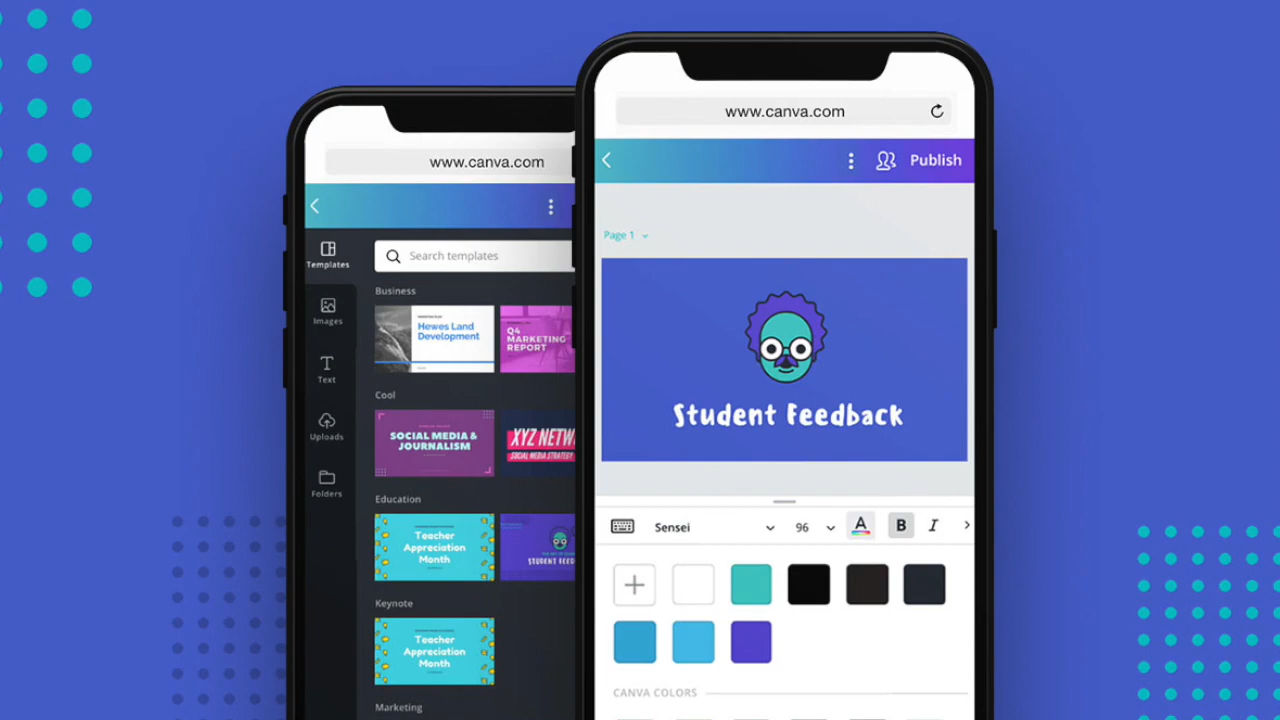 www.canva.com
Templates
Images
Text
Uploads
Folders
Search templates
Business
Hewes Land
Development
Q4
MARKETING
REPORT
Cool
SOCIAL MEDIA &
JOURNALISM
XYZ NETW
SOCIAL MEDIA STRATEGY
Education
Teacher
Appreciation
Month
STUDENT FEED
Keynote
Teacher
Appreciation
Month
Marketing
www.canva.com
Publish
Page 1
Student Feedback
Sensei
96
A
B
I
CANVA COLORS